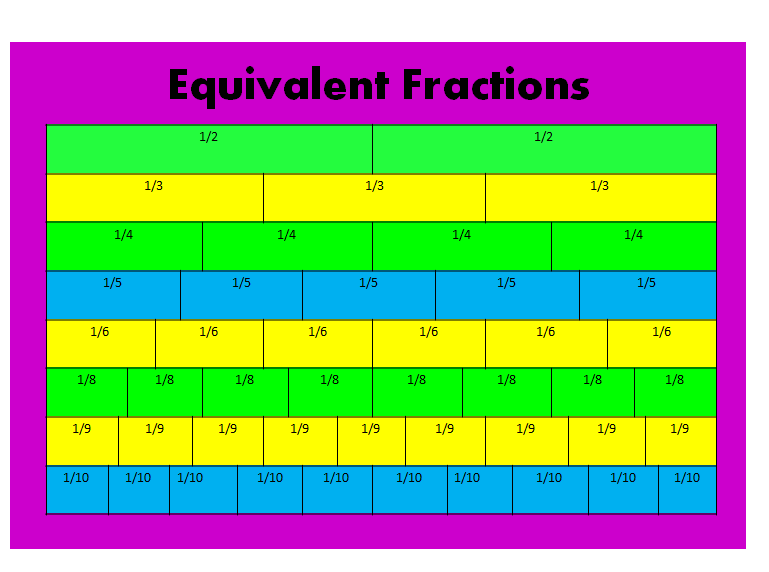 Equivalent Fractions
1/2 1/2
1/3 1/3 1/3
1/4 1/4 1/4 1/4
1/5 1/5 1/5 1/5 1/5
1/6 1/6 1/6 1/6 1/6 1/6
1/8 1/8 1/8 1/8 1/8 1/8 1/8 1/8
1/9 1/9 1/9 1/9 1/9 1/9 1/9 1/9 1/9
1/10 1/10 1/10 1/10 1/10 1/10 1/10 1/10 1/10 1/10